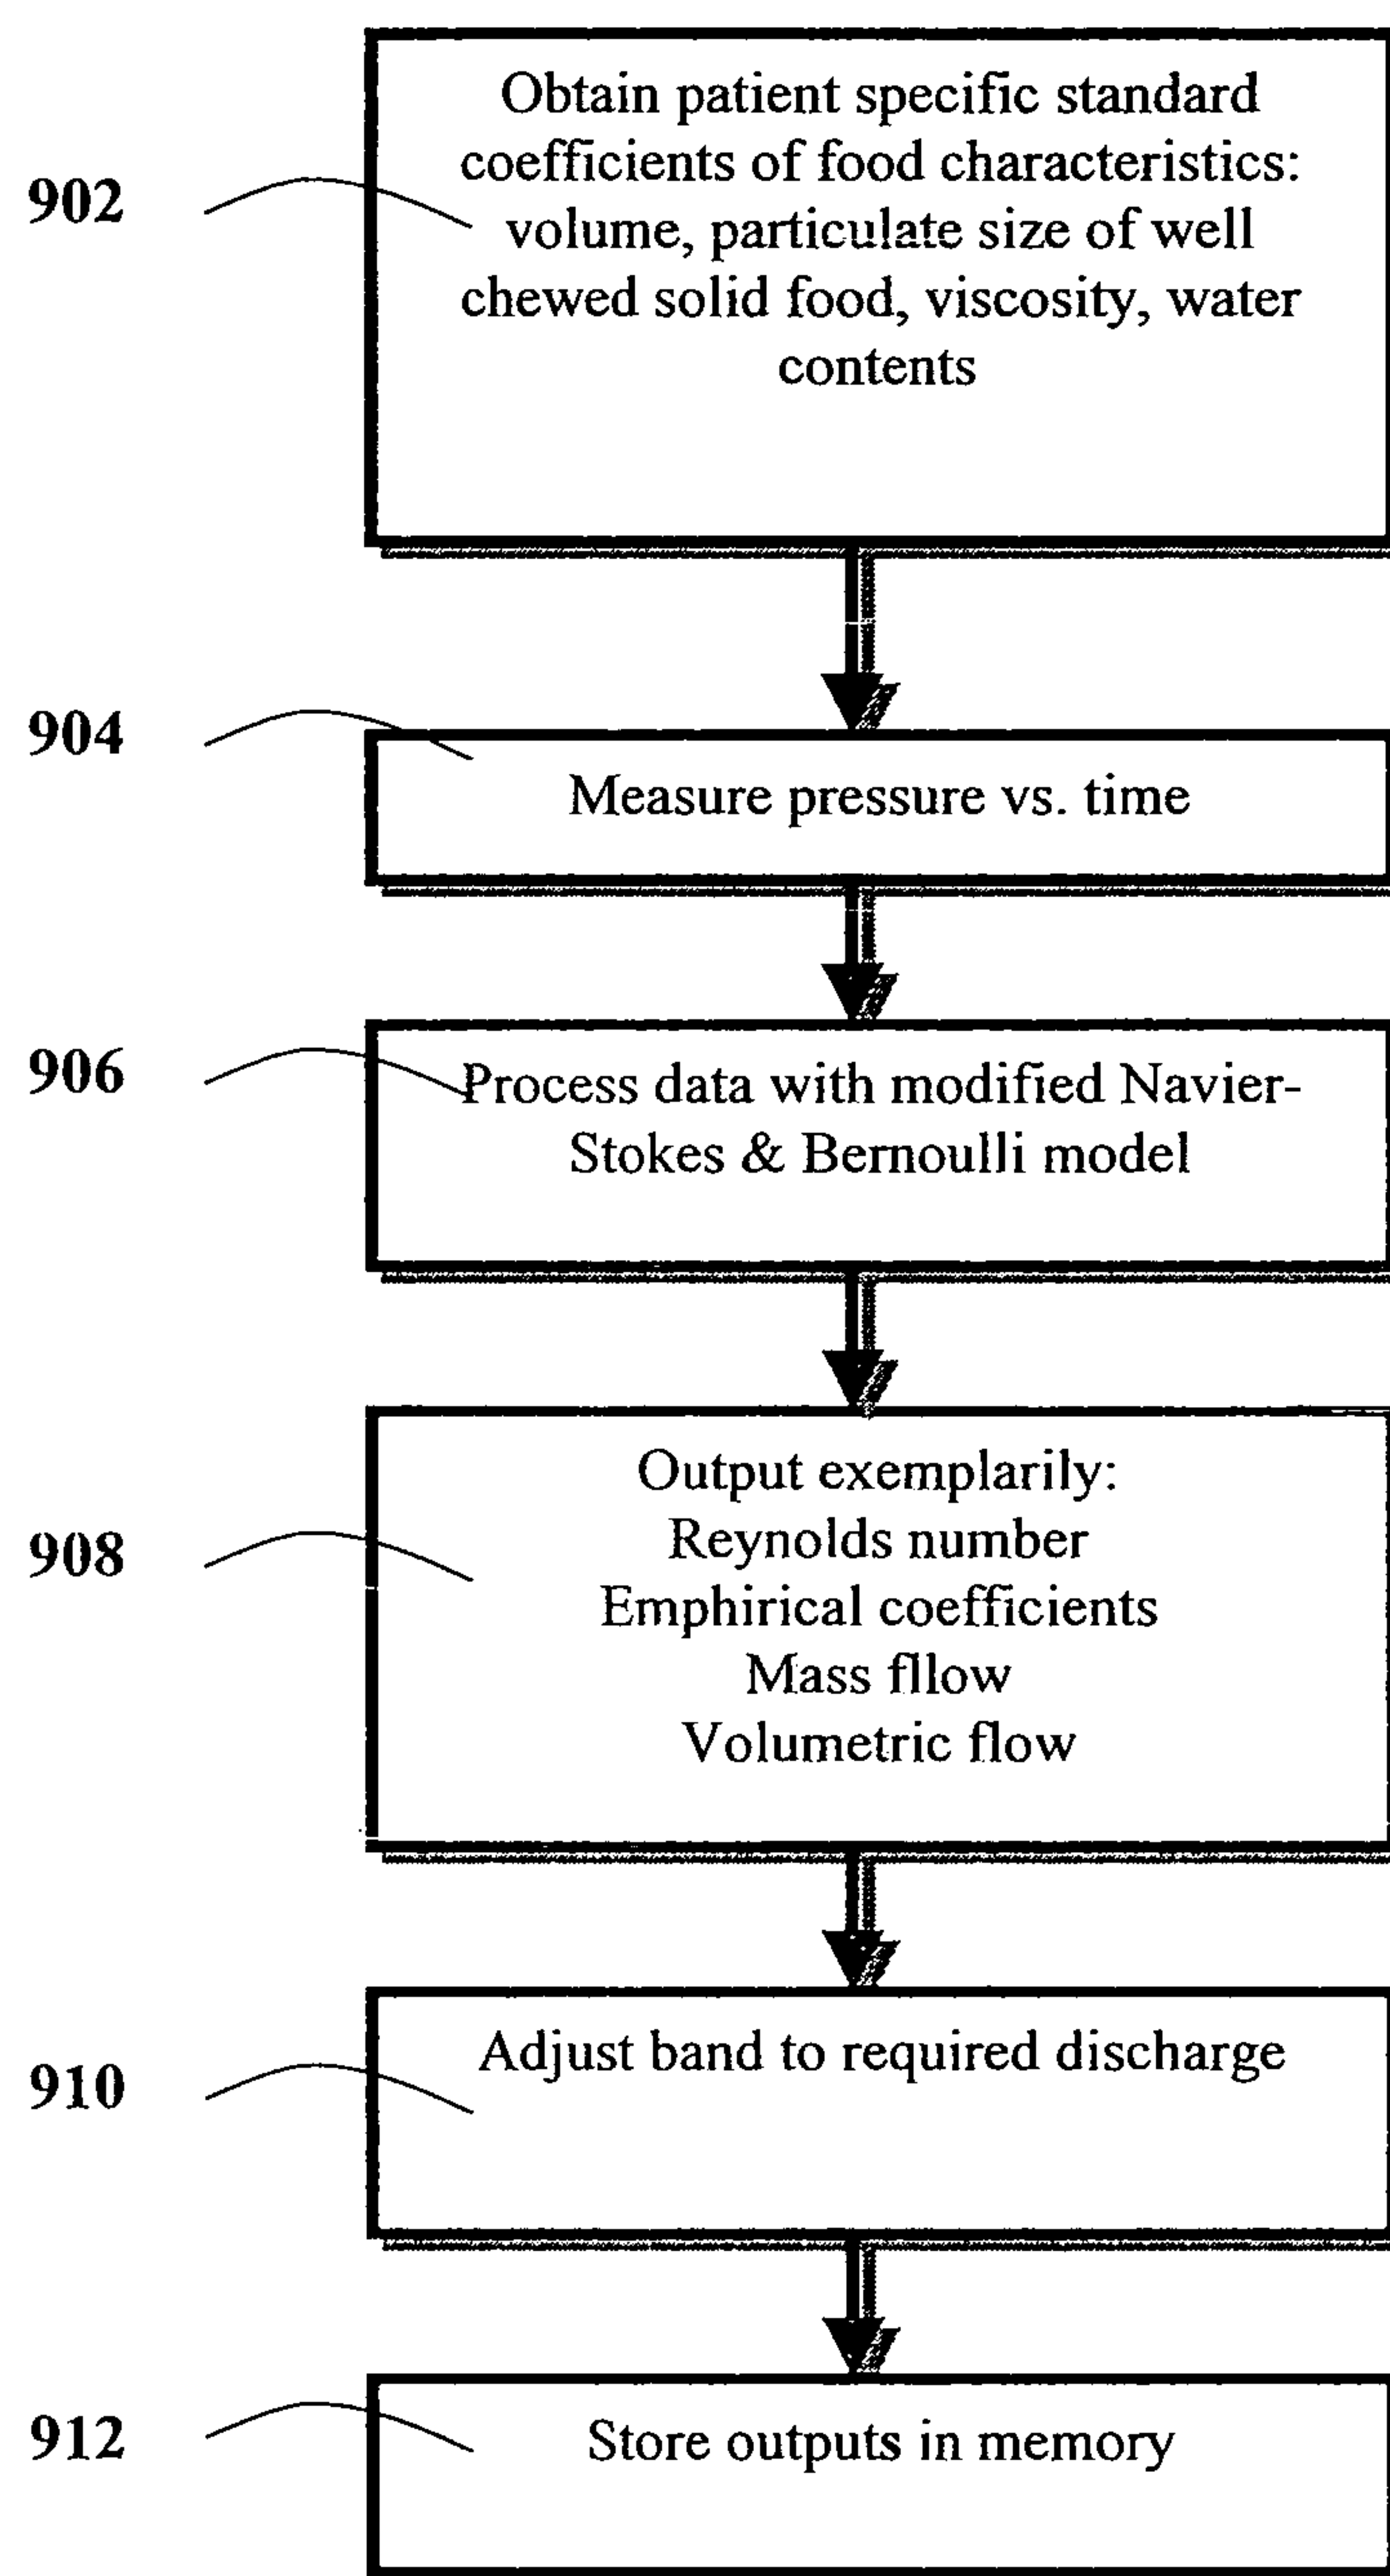 902
Obtain patient specific standard
coefficients of food characteristics:
volume, particulate size of well
chewed solid food, viscosity, water
contents
904
Measure pressure vs. time
906
Process data with modified Navier-
Stokes & Bernoulli model
908
Output exemplarily:
Reynolds number
Emphirical coefficients
Mass fllow
Volumetric flow
910
Adjust band to required discharge
912
Store outputs in memory